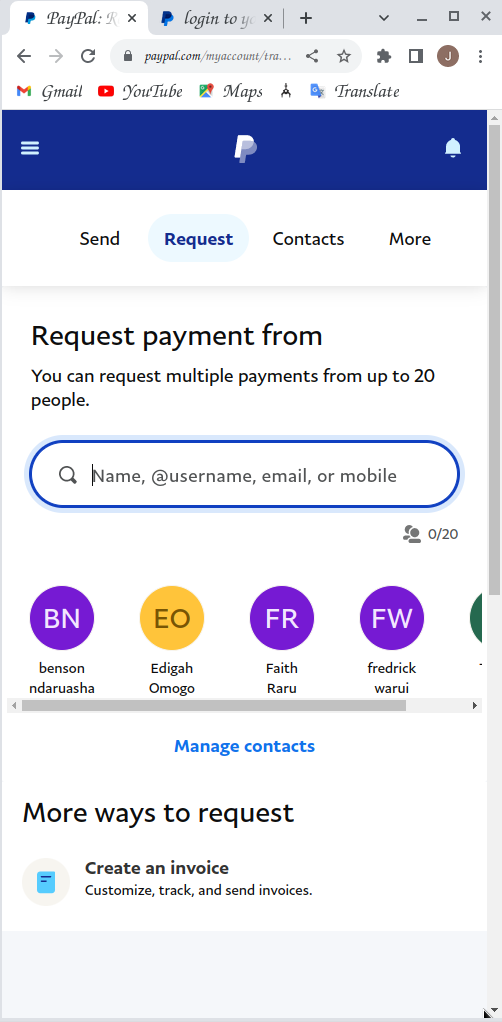 PayPal: R
login to yo
paypal.com/myaccount/tra...
J
Gmail
YouTube
Maps
Translate
Send
Request
Contacts
More
Request payment from
You can request multiple payments from up to 20
people.
Name, @username, email, or mobile
0/20
BN
EO
FR
FW
benson
ndaruasha
Edigah
Omogo
Faith
Raru
fredrick
warui
Manage contacts
More ways to request
Create an invoice
Customize, track, and send invoices.